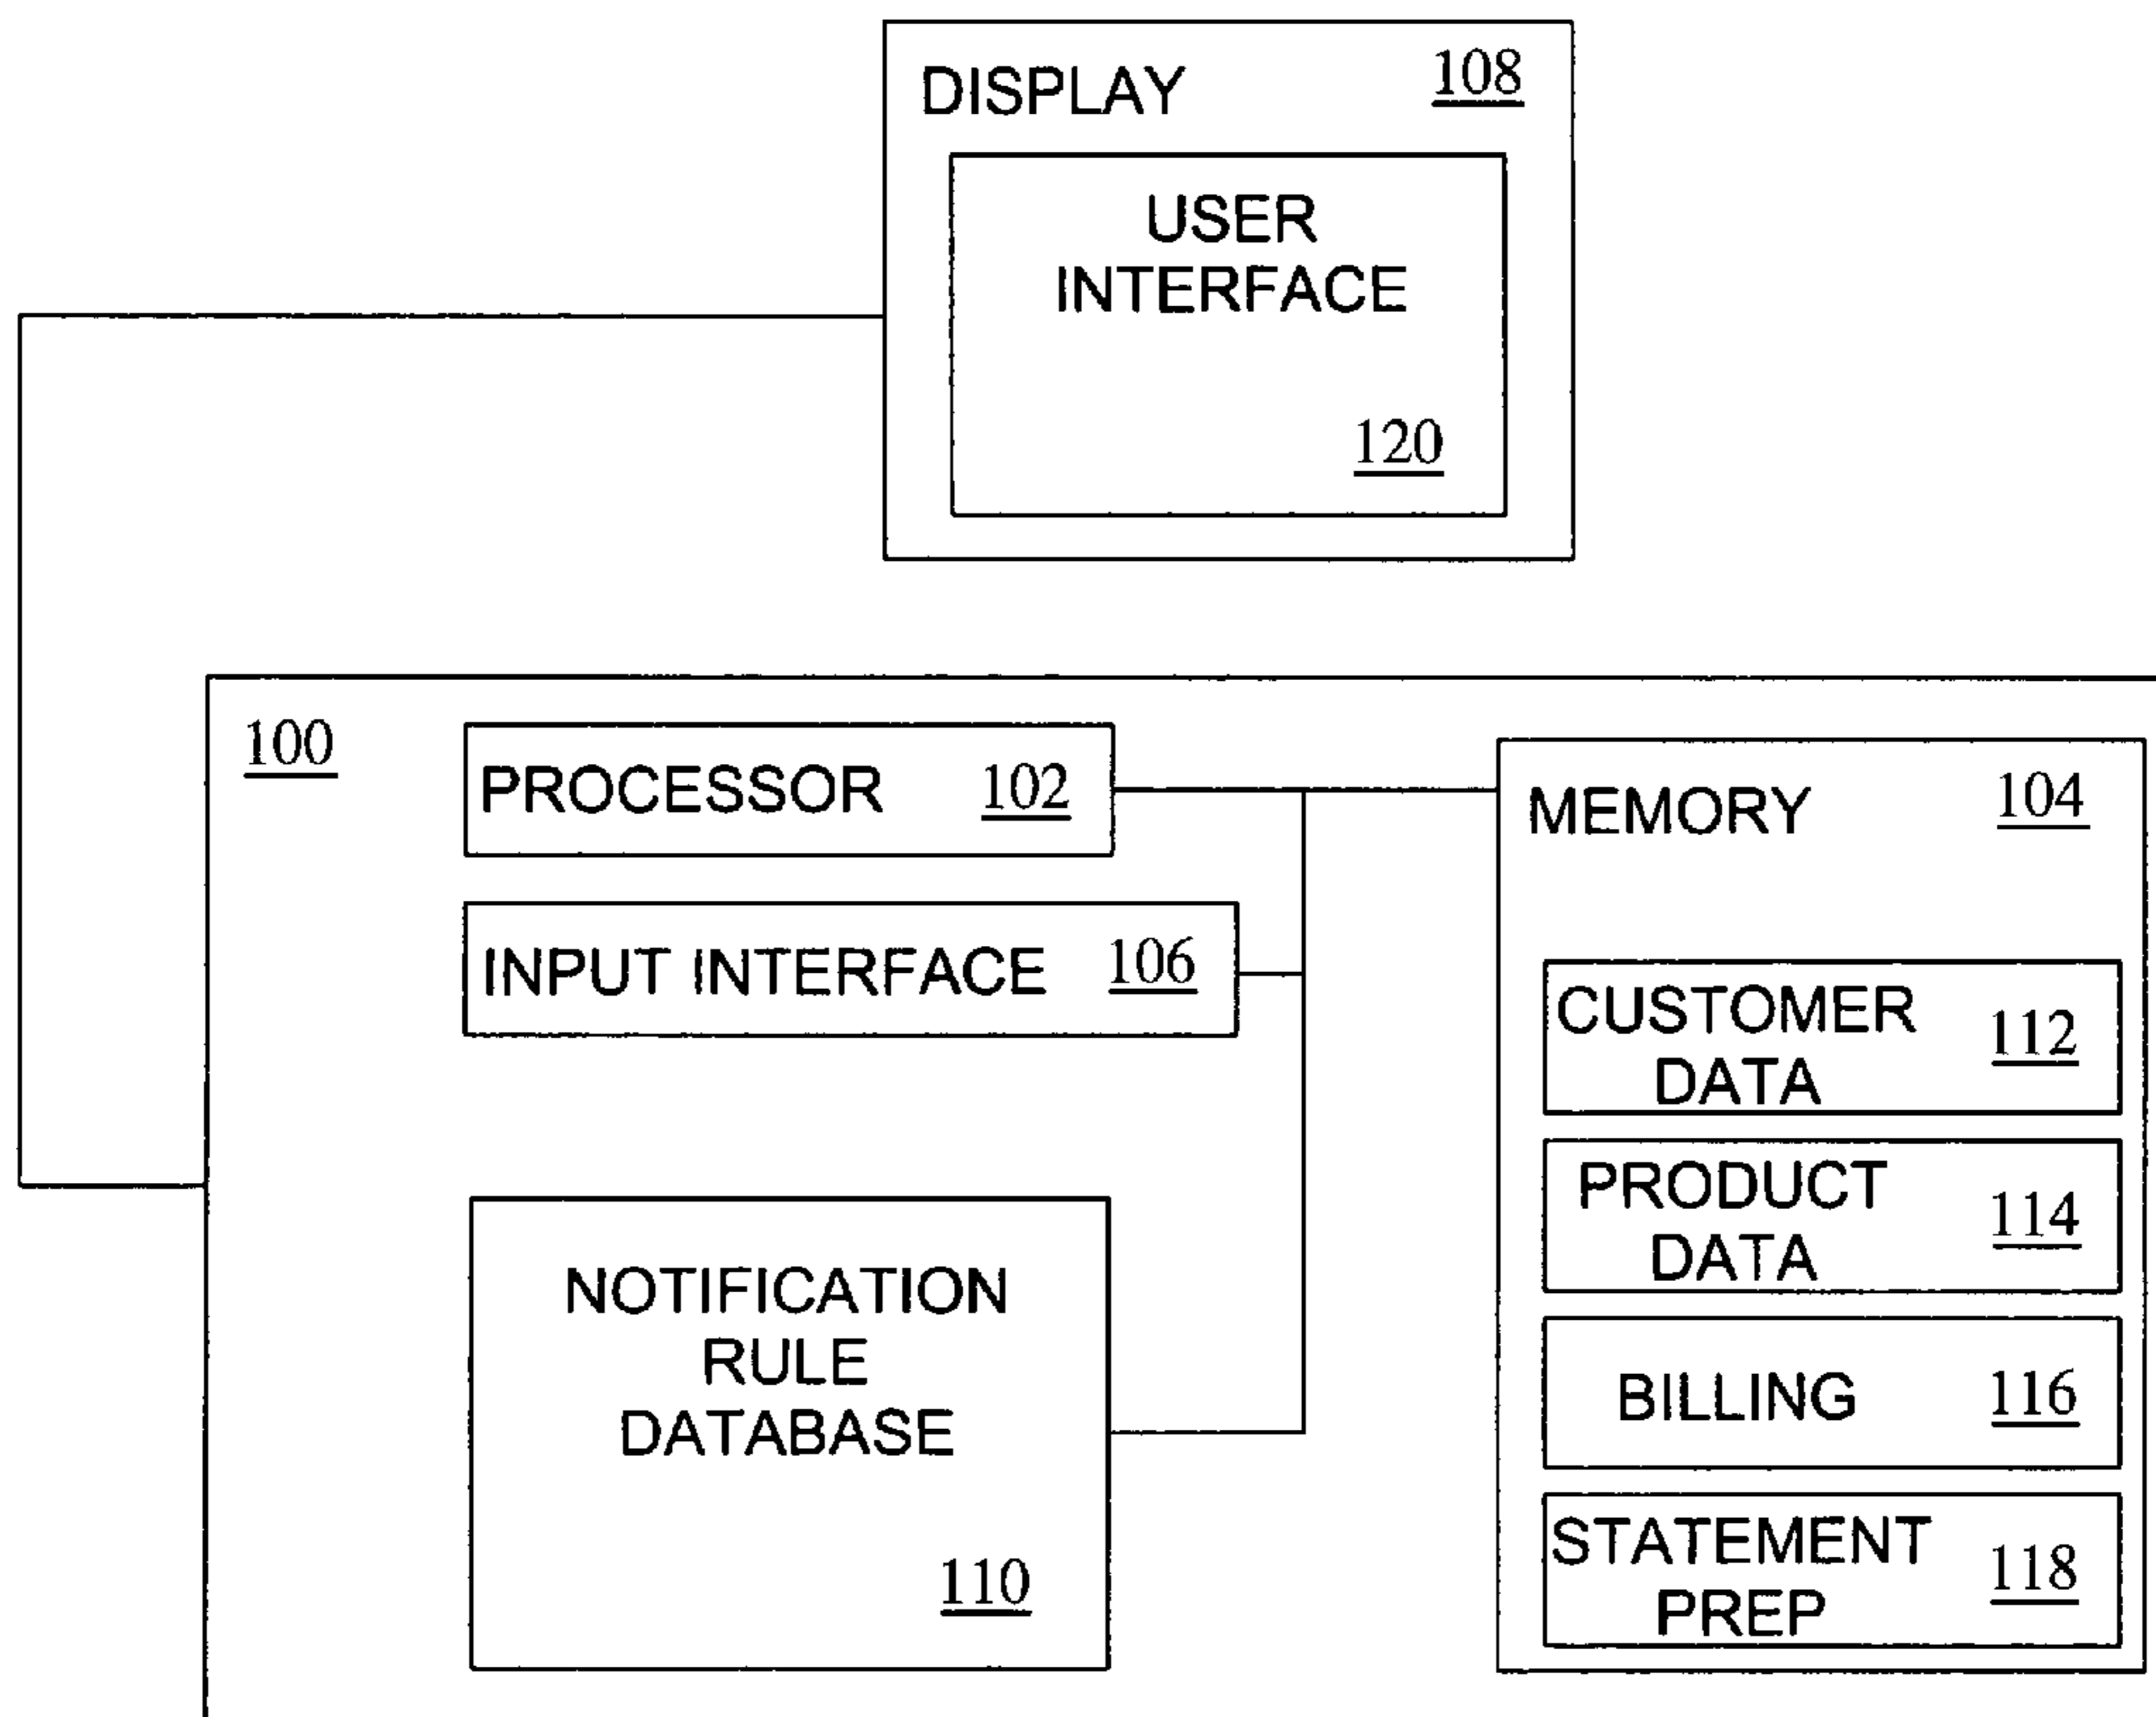 DISPLAY 108
USER
INTERFACE
120
100
PROCESSOR 102
INPUT INTERFACE 106
NOTIFICATION
RULE
DATABASE
110
MEMORY 104
CUSTOMER
DATA 112
PRODUCT
DATA 114
BILLING 116
STATEMENT
PREP 118